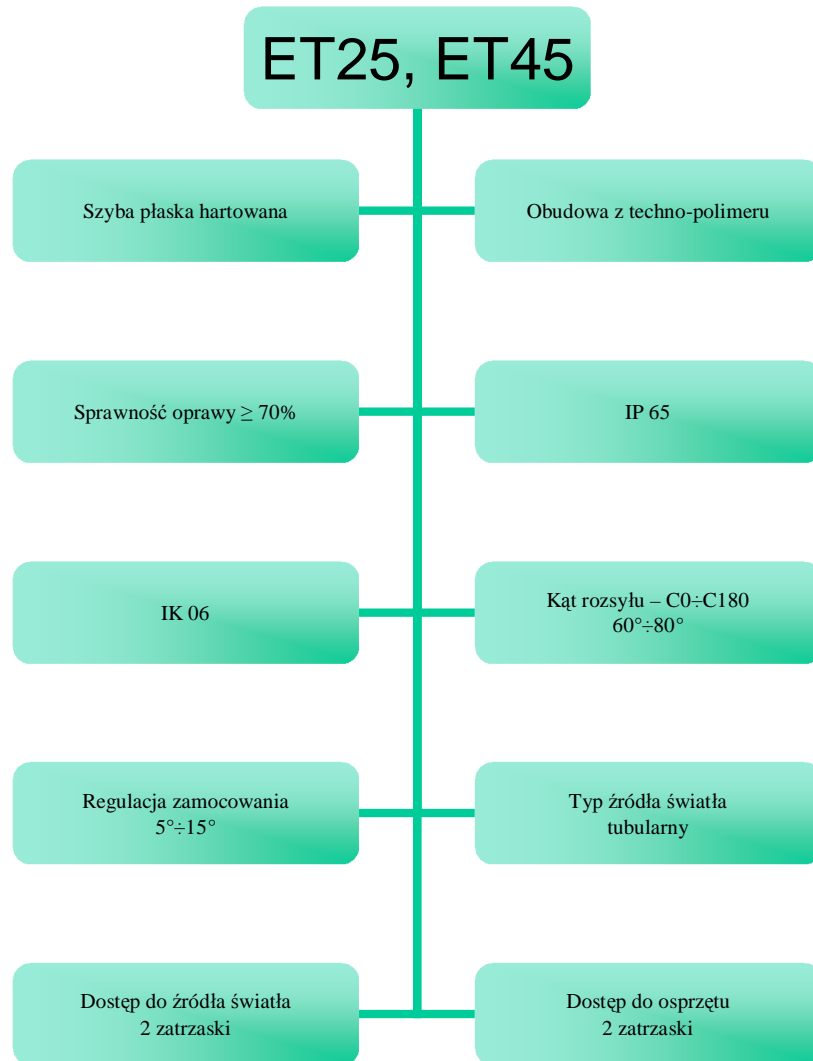 ET25, ET45
Szyba płaska hartowana
Obudowa z techno-polimeru
Sprawność oprawy ≥ 70%
IP 65
IK 06
Kąt rozsyłu – C0÷C180
60°÷80°
Regulacja zamocowania
5°÷15°
Typ źródła światła
tubularny
Dostęp do źródła światła
2 zatrzaski
Dostęp do osprzętu
2 zatrzaski